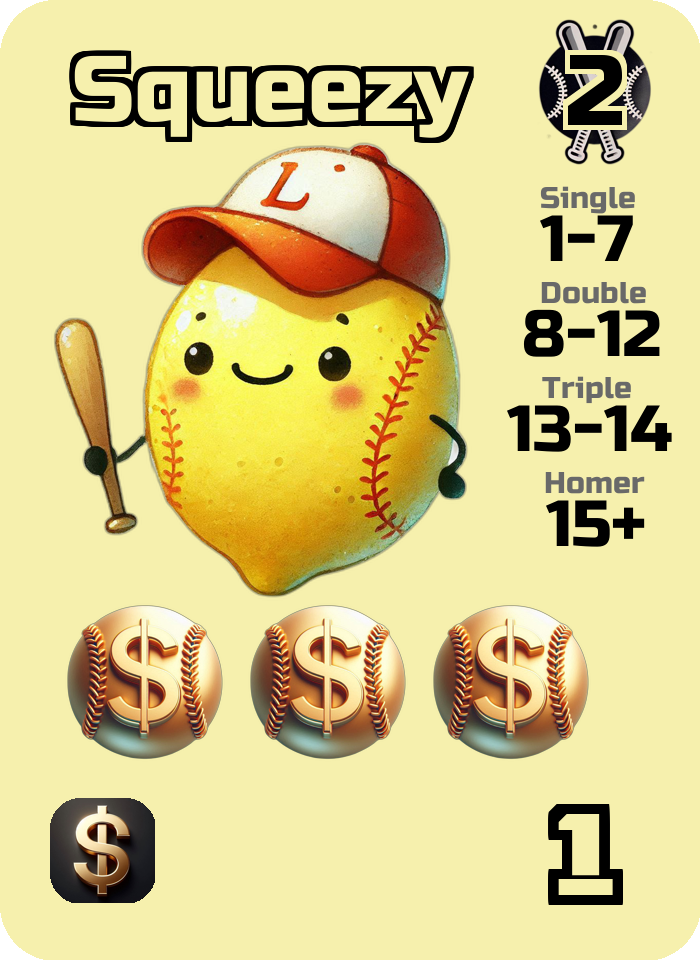 Squeezy
2
L
Single
1-7
Double
8-12
Triple
13-14
Homer
15+
$ $ $
$
1